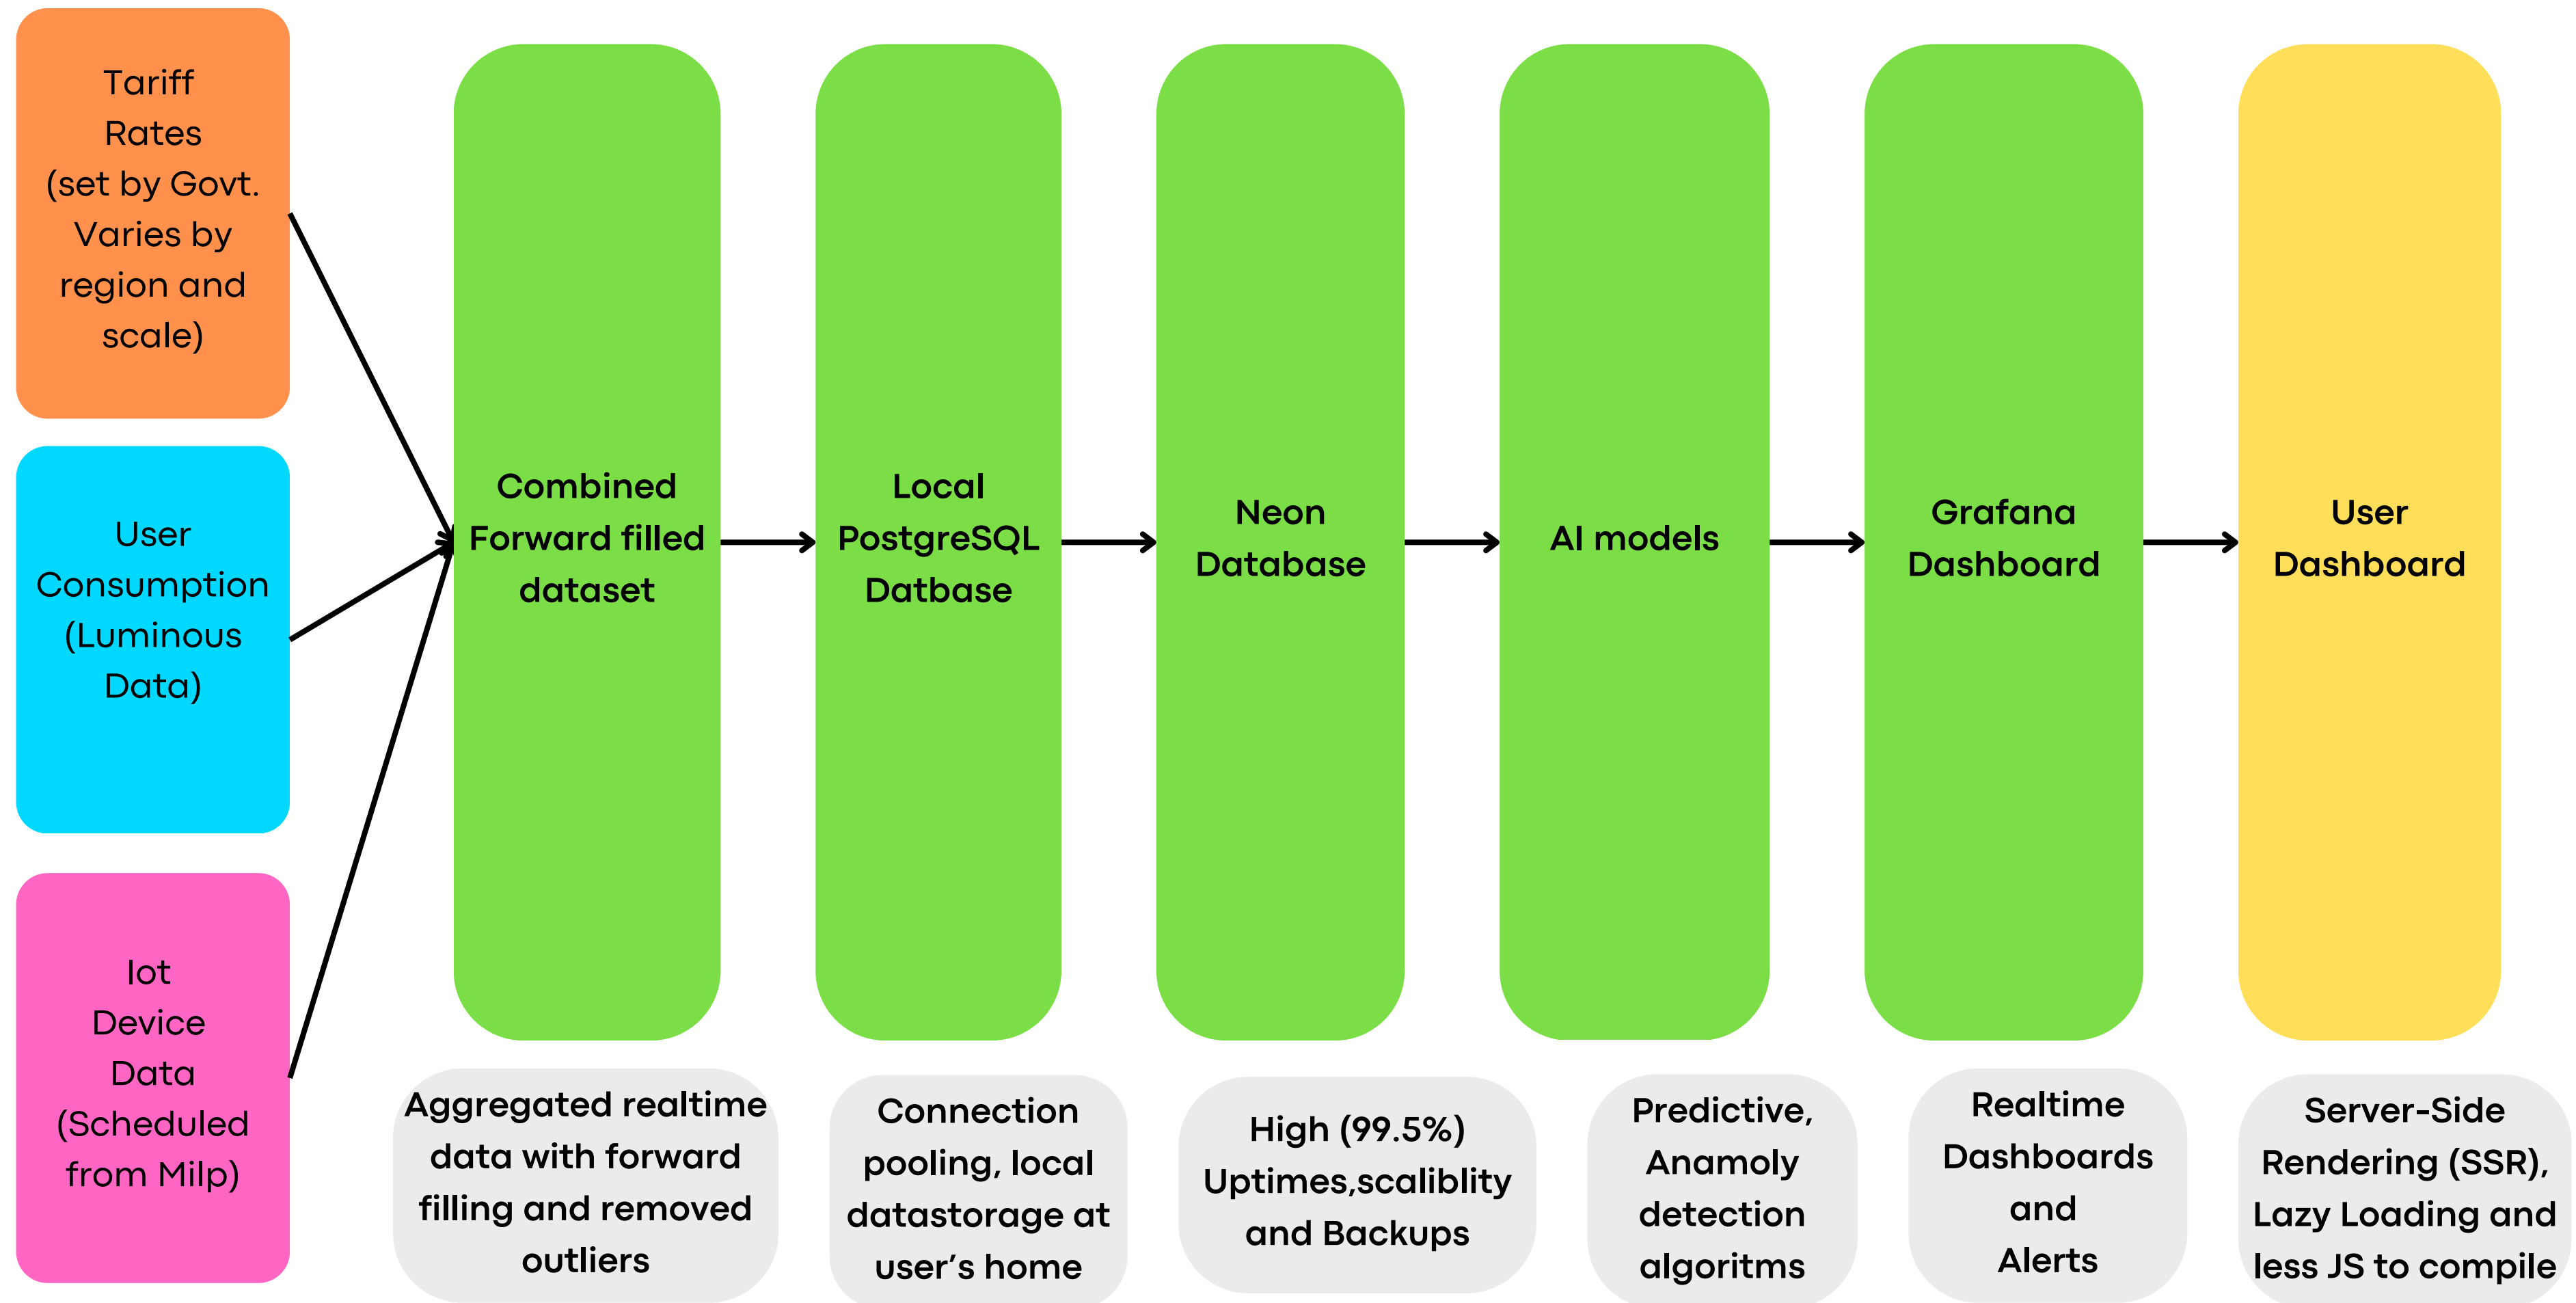 Tariff
Rates
(set by Govt.
Varies by
region and
scale)
User
Consumption
(Luminous
Data)
Iot
Device
Data
(Scheduled
from Milp)
Combined
Forward filled
dataset
Local
PostgreSQL
Datbase
Neon
Database
AI models
Grafana
Dashboard
User
Dashboard
Aggregated realtime
data with forward
filling and removed
outliers
Connection
pooling, local
datastorage at
user's home
High (99.5%)
Uptimes,scaliblity
and Backups
Predictive,
Anamoly
detection
algoritms
Realtime
Dashboards
and
Alerts
Server-Side
Rendering (SSR),
Lazy Loading and
less JS to compile